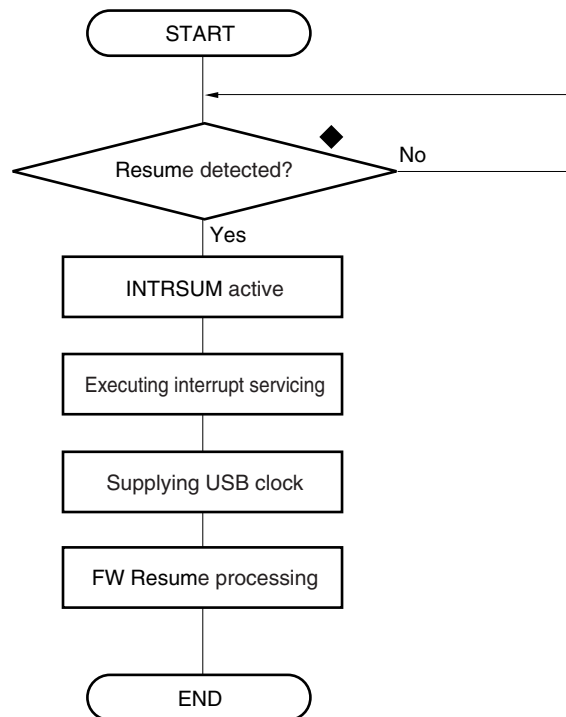 START
Resume detected?
No
Yes
INTRSUM active
Executing interrupt servicing
Supplying USB clock
FW Resume processing
END